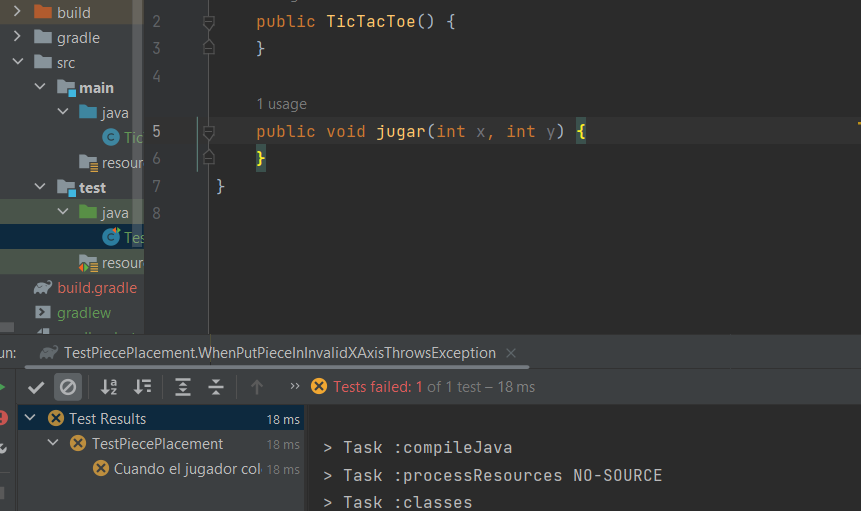 build
gradle
src
main
java
Tic
resour
test
java
Tes
resour
build.gradle
gradlew
2 public TicTacToe() {
3 }
4
1 usage
5 public void jugar(int x, int y) {
6 }
7 }
8
un: TestPiecePlacement.WhenPutPieceInInvalidXAxisThrowsException
Tests failed: 1 of 1 test – 18 ms
Test Results 18 ms
TestPiecePlacement 18 ms
Cuando el jugador col 18 ms
> Task :compileJava
> Task :processResources NO-SOURCE
> Task :classes